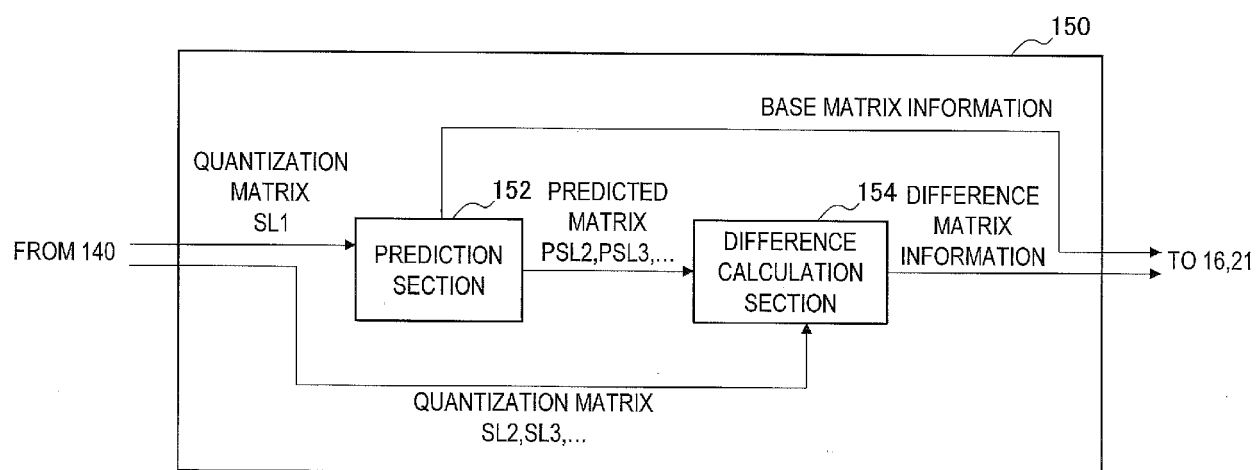 150
BASE MATRIX INFORMATION
QUANTIZATION
MATRIX
SL1
152
PREDICTED
MATRIX
PSL2,PSL3,...
154
DIFFERENCE
MATRIX
INFORMATION
FROM 140
PREDICTION
SECTION
DIFFERENCE
CALCULATION
SECTION
TO 16,21
QUANTIZATION MATRIX
SL2,SL3,...